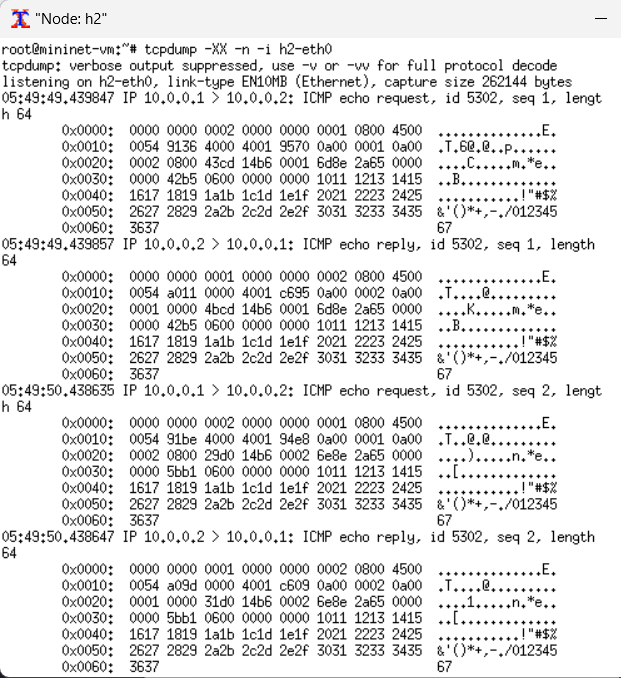 "Node: h2"
root@mininet-vm:~# tcpdump -XX -n -i h2-eth0
tcpdump: verbose output suppressed, use -v or -vv for full protocol decode
listening on h2-eth0, link-type EN10MB (Ethernet), capture size 262144 bytes
05:49:49.439847 IP 10.0.0.1 > 10.0.0.2: ICMP echo request, id 5302, seq 1, lengt
h 64
0x0000:  0000 0000 0002 0000 0000 0001 0800 4500  ..............E.
0x0010:  0054 9136 4000 4001 9570 0a00 0001 0a00  .T.6@.@..p......
0x0020:  0002 0800 43cd 14b6 0001 6d8e 2a65 0000  ....C.....m.*e..
0x0030:  0000 42b5 0600 0000 0000 1011 1213 1415  ..B.............
0x0040:  1617 1819 1a1b 1c1d 1e1f 2021 2223 2425  ...........!"#$%
0x0050:  2627 2829 2a2b 2c2d 2e2f 3031 3233 3435  &'()*+,-./012345
0x0060:  3637                                     67
05:49:49.439857 IP 10.0.0.2 > 10.0.0.1: ICMP echo reply, id 5302, seq 1, length
64
0x0000:  0000 0000 0001 0000 0000 0002 0800 4500  ..............E.
0x0010:  0054 a011 0000 4001 c695 0a00 0002 0a00  .T....@.........
0x0020:  0001 0000 4bcd 14b6 0001 6d8e 2a65 0000  ....K.....m.*e..
0x0030:  0000 42b5 0600 0000 0000 1011 1213 1415  ..B.............
0x0040:  1617 1819 1a1b 1c1d 1e1f 2021 2223 2425  ...........!"#$%
0x0050:  2627 2829 2a2b 2c2d 2e2f 3031 3233 3435  &'()*+,-./012345
0x0060:  3637                                     67
05:49:50.438635 IP 10.0.0.1 > 10.0.0.2: ICMP echo request, id 5302, seq 2, lengt
h 64
0x0000:  0000 0000 0002 0000 0000 0001 0800 4500  ..............E.
0x0010:  0054 91be 4000 4001 94e8 0a00 0001 0a00  .T..@.@.........
0x0020:  0002 0800 29d0 14b6 0002 6e8e 2a65 0000  ....).....n.*e..
0x0030:  0000 5bb1 0600 0000 0000 1011 1213 1415  ..[.............
0x0040:  1617 1819 1a1b 1c1d 1e1f 2021 2223 2425  ...........!"#$%
0x0050:  2627 2829 2a2b 2c2d 2e2f 3031 3233 3435  &'()*+,-./012345
0x0060:  3637                                     67
05:49:50.438647 IP 10.0.0.2 > 10.0.0.1: ICMP echo reply, id 5302, seq 2, length
64
0x0000:  0000 0000 0001 0000 0000 0002 0800 4500  ..............E.
0x0010:  0054 a09d 0000 4001 c609 0a00 0002 0a00  .T....@.........
0x0020:  0001 0000 31d0 14b6 0002 6e8e 2a65 0000  ....1.....n.*e..
0x0030:  0000 5bb1 0600 0000 0000 1011 1213 1415  ..[.............
0x0040:  1617 1819 1a1b 1c1d 1e1f 2021 2223 2425  ...........!"#$%
0x0050:  2627 2829 2a2b 2c2d 2e2f 3031 3233 3435  &'()*+,-./012345
0x0060:  3637                                     67